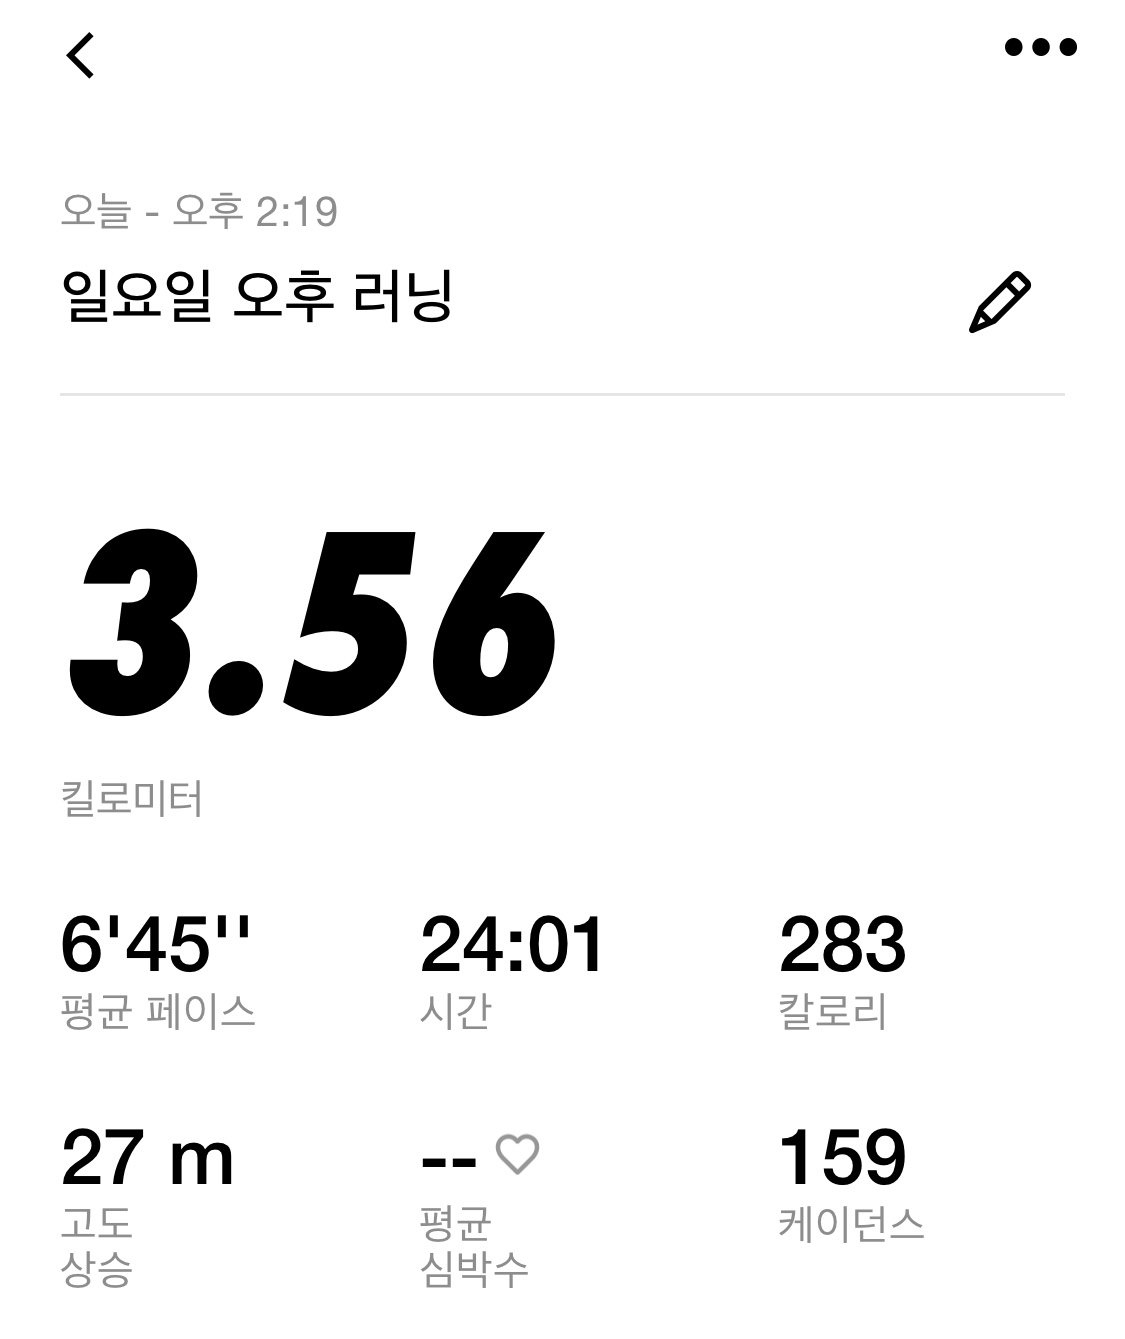 오늘 - 오후 2:19
일요일 오후 러닝
3.56
킬로미터
6'45''
평균 페이스
24:01
시간
283
칼로리
27 m
고도
상승
--
평균
심박수
159
케이던스